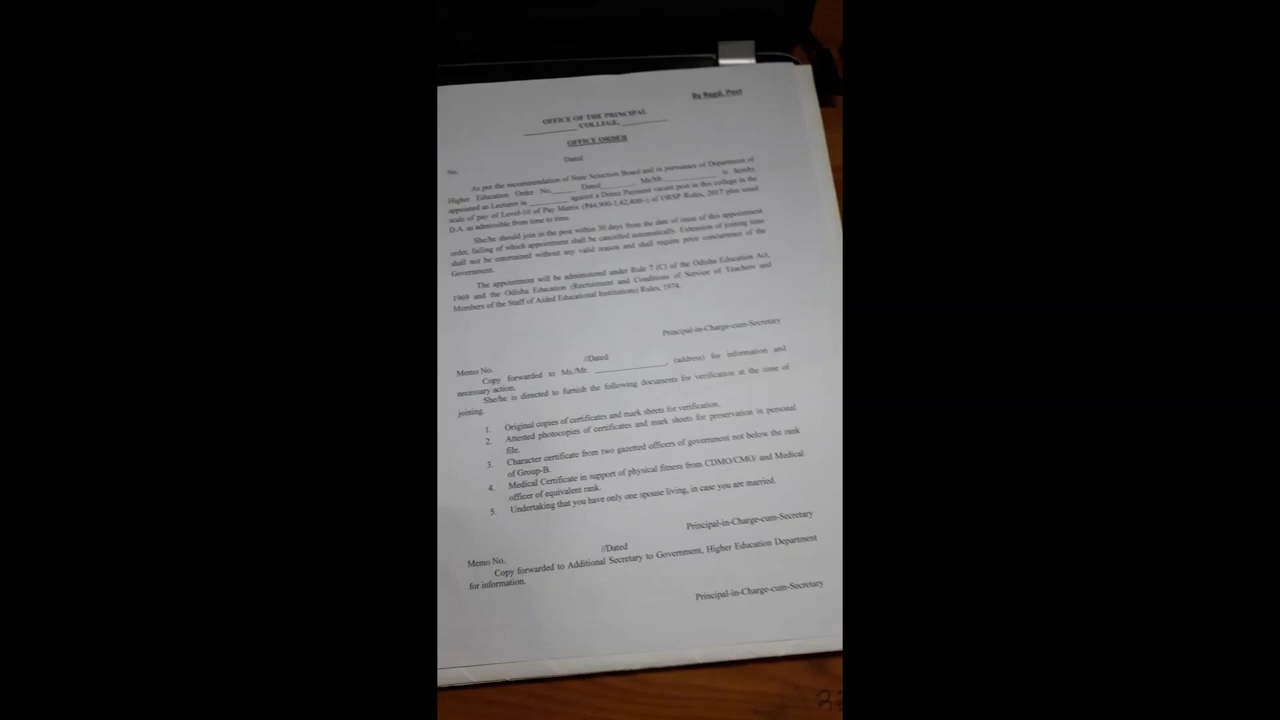 By Regd. Post
OFFICE OF THE PRINCIPAL
__________ COLLEGE, __________
OFFICE ORDER
No. Dated
As per the recommendation of State Selection Board and in pursuance of Department of
Higher Education Order No.______ Dated________, Ms/Mr. _____________ is hereby
appointed as Lecturer in _________ against a Direct Payment vacant post in this college in the
scale of pay of Level-10 of Pay Matrix (₹44,900-1,42,400/-) of ORSP Rules, 2017 plus usual
D.A. as admissible from time to time.
She/he should join in the post within 30 days from the date of issue of this appointment
order, failing of which appointment shall be cancelled automatically. Extension of joining time
shall not be entertained without any valid reason and shall require prior concurrence of the
Government.
The appointment will be administered under Rule 7 (C) of the Odisha Education Act,
1969 and the Odisha Education (Recruitment and Conditions of Service of Teachers and
Members of the Staff of Aided Educational Institutions) Rules, 1974.
Principal-in-Charge-cum-Secretary
Memo No. //Dated
Copy forwarded to Ms./Mr. ______________, (address) for information and
necessary action.
She/he is directed to furnish the following documents for verification at the time of
joining.
1. Original copies of certificates and mark sheets for verification.
2. Attested photocopies of certificates and mark sheets for preservation in personal
file.
3. Character certificate from two gazetted officers of government not below the rank
of Group-B.
4. Medical Certificate in support of physical fitness from CDMO/CMO/ and Medical
officer of equivalent rank.
5. Undertaking that you have only one spouse living, in case you are married.
Principal-in-Charge-cum-Secretary
Memo No. //Dated
Copy forwarded to Additional Secretary to Government, Higher Education Department
for information.
Principal-in-Charge-cum-Secretary